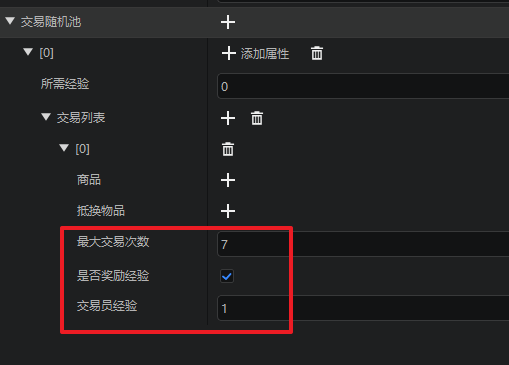 交易随机池
[0]
添加属性
所需经验
0
交易列表
[0]
商品
抵换物品
最大交易次数
7
是否奖励经验
交易员经验
1